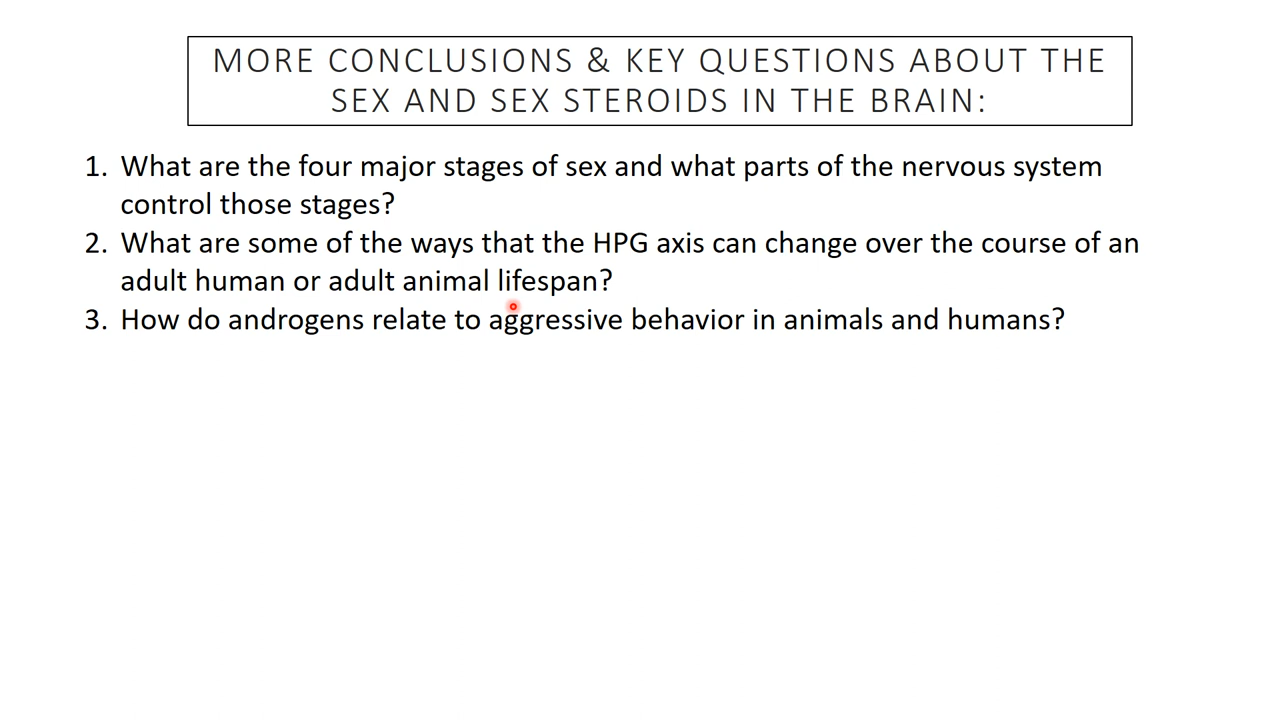 MORE CONCLUSIONS & KEY QUESTIONS ABOUT THE
SEX AND SEX STEROIDS IN THE BRAIN:
1. What are the four major stages of sex and what parts of the nervous system
control those stages?
2. What are some of the ways that the HPG axis can change over the course of an
adult human or adult animal lifespan?
3. How do androgens relate to aggressive behavior in animals and humans?